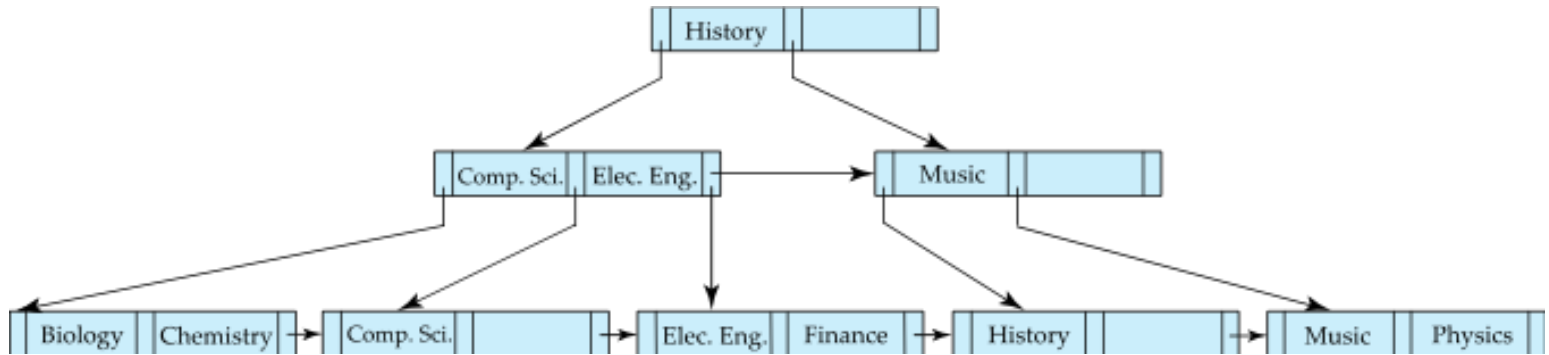 History
Comp. Sci. Elec. Eng. Music
Biology Chemistry Comp. Sci. Elec. Eng. Finance History Music Physics